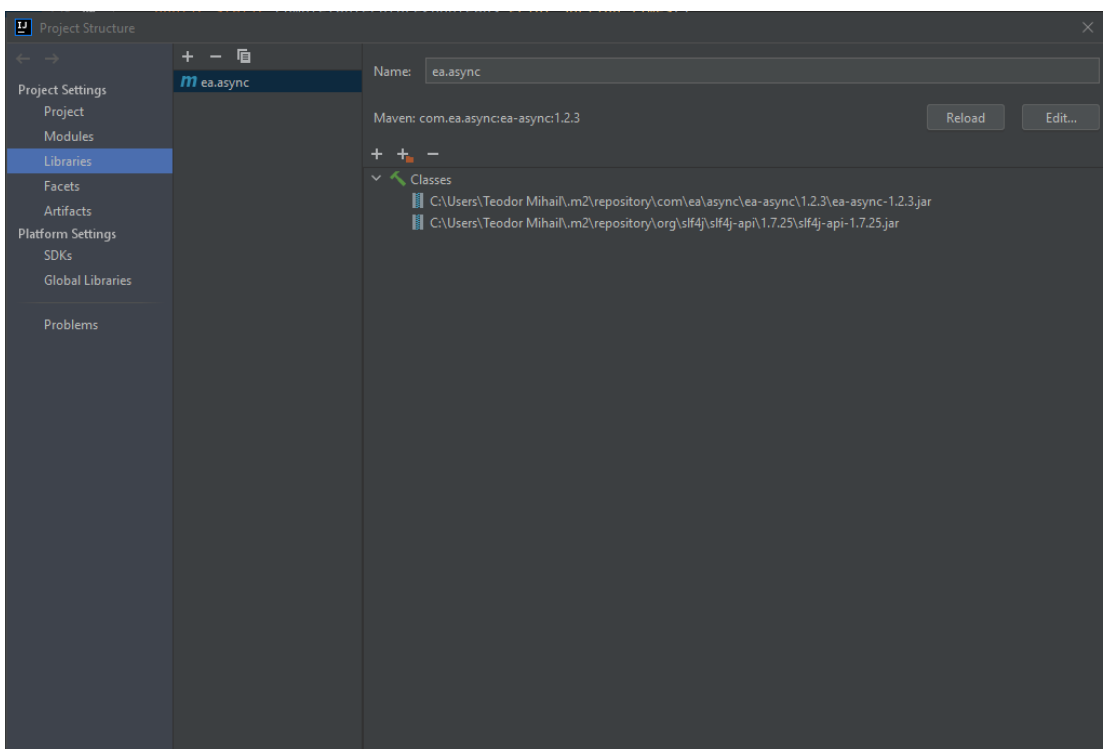 Project Structure
Project Settings
Project
Modules
Libraries
Facets
Artifacts
Platform Settings
SDKs
Global Libraries
Problems
ea.async
Name: ea.async
Maven: com.ea.async:ea-async:1.2.3
Reload
Edit...
Classes
C:\Users\Teodor Mihail\.m2\repository\com\ea\async\ea-async\1.2.3\ea-async-1.2.3.jar
C:\Users\Teodor Mihail\.m2\repository\org\slf4j\slf4j-api\1.7.25\slf4j-api-1.7.25.jar